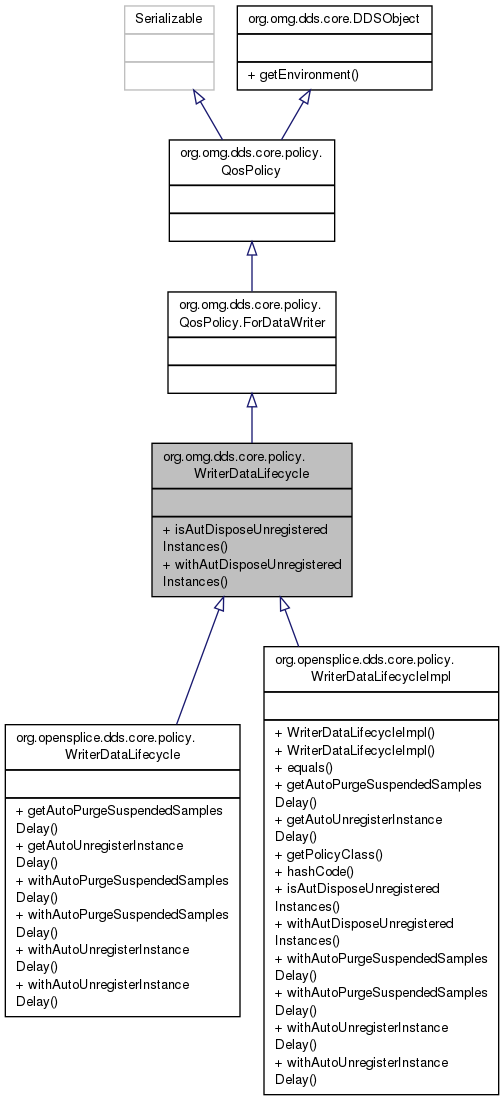 Serializable
org.omg.dds.core.DDSObject
+ getEnvironment()
org.omg.dds.core.policy.
QosPolicy
org.omg.dds.core.policy.
QosPolicy.ForDataWriter
org.omg.dds.core.policy.
WriterDataLifecycle
+ isAutDisposeUnregistered
Instances()
+ withAutDisposeUnregistered
Instances()
org.opensplice.dds.core.policy.
WriterDataLifecycle
+ getAutoPurgeSuspendedSamples
Delay()
+ getAutoUnregisterInstance
Delay()
+ withAutoPurgeSuspendedSamples
Delay()
+ withAutoPurgeSuspendedSamples
Delay()
+ withAutoUnregisterInstance
Delay()
+ withAutoUnregisterInstance
Delay()
org.opensplice.dds.core.policy.
WriterDataLifecycleImpl
+ WriterDataLifecycleImpl()
+ WriterDataLifecycleImpl()
+ equals()
+ getAutoPurgeSuspendedSamples
Delay()
+ getAutoUnregisterInstance
Delay()
+ getPolicyClass()
+ hashCode()
+ isAutDisposeUnregistered
Instances()
+ withAutDisposeUnregistered
Instances()
+ withAutoPurgeSuspendedSamples
Delay()
+ withAutoPurgeSuspendedSamples
Delay()
+ withAutoUnregisterInstance
Delay()
+ withAutoUnregisterInstance
Delay()